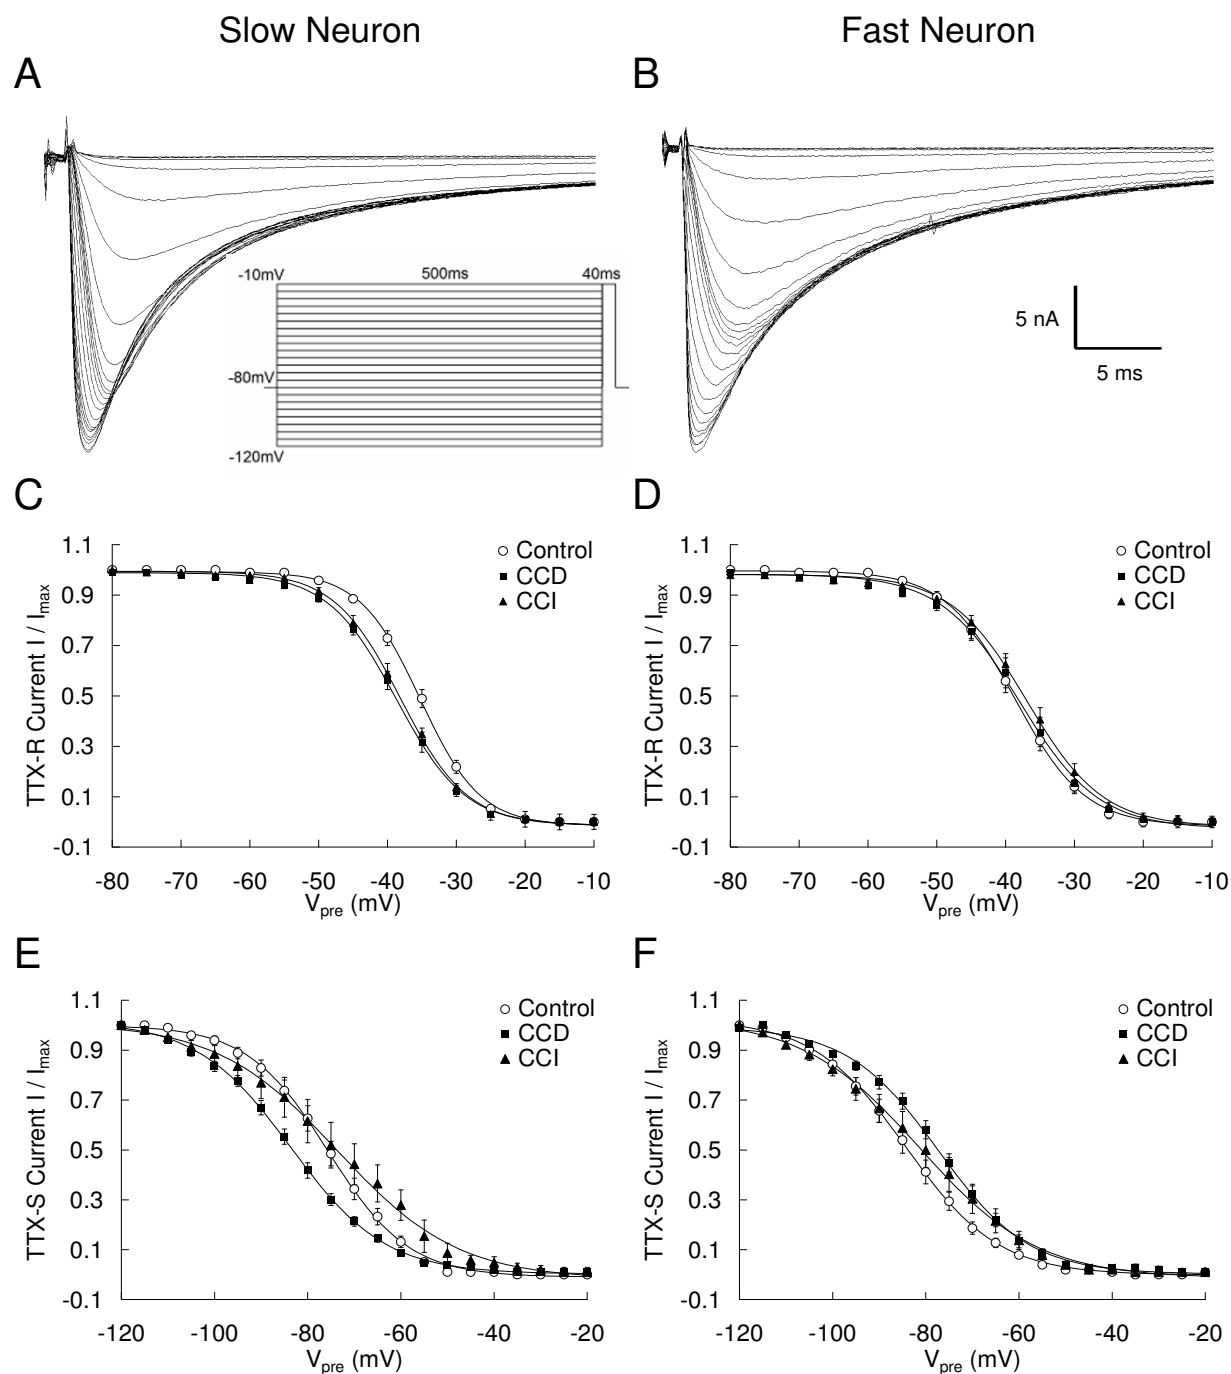 Slow Neuron Fast Neuron
A B
-10mV 500ms 40ms
-80mV
-120mV
5 nA
5 ms
C
1.1
0.9
0.7
0.5
0.3
0.1
-0.1
TTX-R Current I / Imax
Control
CCD
CCI
-80 -70 -60 -50 -40 -30 -20 -10
Vpre (mV)
D
1.1
0.9
0.7
0.5
0.3
0.1
-0.1
TTX-R Current I / Imax
Control
CCD
CCI
-80 -70 -60 -50 -40 -30 -20 -10
Vpre (mV)
E
1.1
0.9
0.7
0.5
0.3
0.1
-0.1
TTX-S Current I / Imax
Control
CCD
CCI
-120 -100 -80 -60 -40 -20
Vpre (mV)
F
1.1
0.9
0.7
0.5
0.3
0.1
-0.1
TTX-S Current I / Imax
Control
CCD
CCI
-120 -100 -80 -60 -40 -20
Vpre (mV)